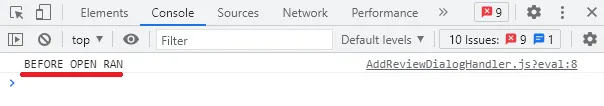 Elements Console Sources Network Performance » 9
top Filter Default levels 10 Issues: 9 1
BEFORE OPEN RAN AddReviewDialogHandler.js?eval:8
>